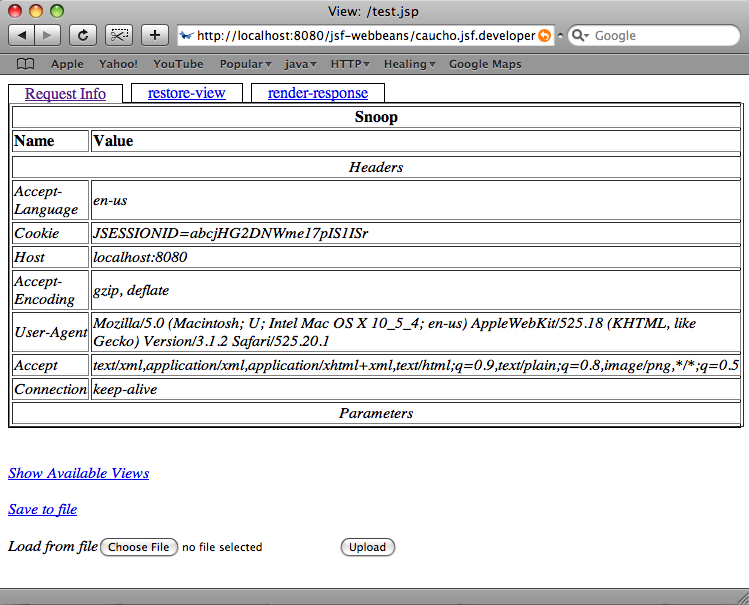 View: /test.jsp
http://localhost:8080/jsf-webbeans/caucho.jsf.developer
Google
Apple Yahoo! YouTube Popular java HTTP Healing Google Maps
Request Info restore-view render-response
Snoop
Name Value
Headers
Accept-
Language en-us
Cookie JSESSIONID=abcjHG2DNWme17pIS1ISr
Host localhost:8080
Accept-
Encoding gzip, deflate
User-Agent Mozilla/5.0 (Macintosh; U; Intel Mac OS X 10_5_4; en-us) AppleWebKit/525.18 (KHTML, like
Gecko) Version/3.1.2 Safari/525.20.1
Accept text/xml,application/xml,application/xhtml+xml,text/html;q=0.9,text/plain;q=0.8,image/png,*/*;q=0.5
Connection keep-alive
Parameters
Show Available Views
Save to file
Load from file Choose File no file selected Upload